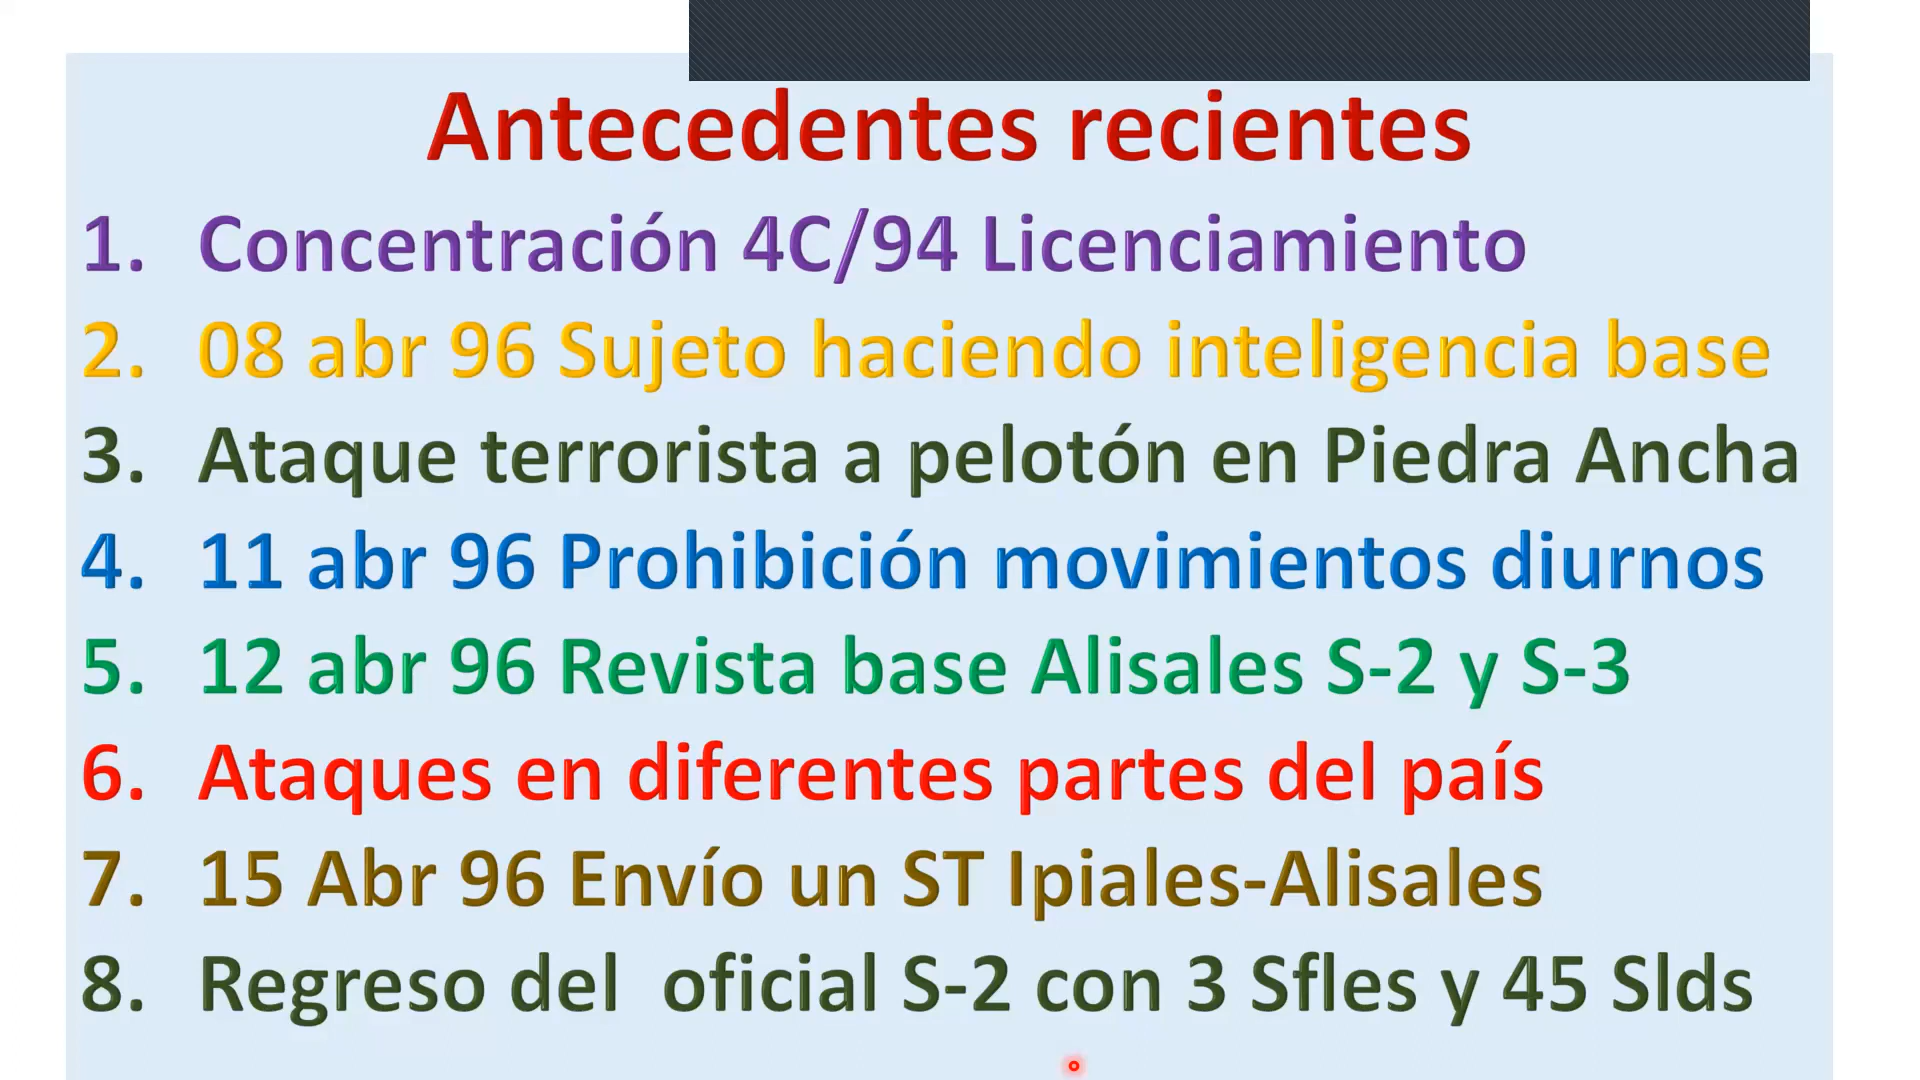 Antecedentes recientes
1. Concentración 4C/94 Licenciamiento
2. 08 abr 96 Sujeto haciendo inteligencia base
3. Ataque terrorista a pelotón en Piedra Ancha
4. 11 abr 96 Prohibición movimientos diurnos
5. 12 abr 96 Revista base Alisales S-2 y S-3
6. Ataques en diferentes partes del país
7. 15 Abr 96 Envío un ST Ipiales-Alisales
8. Regreso del oficial S-2 con 3 Sfles y 45 Slds